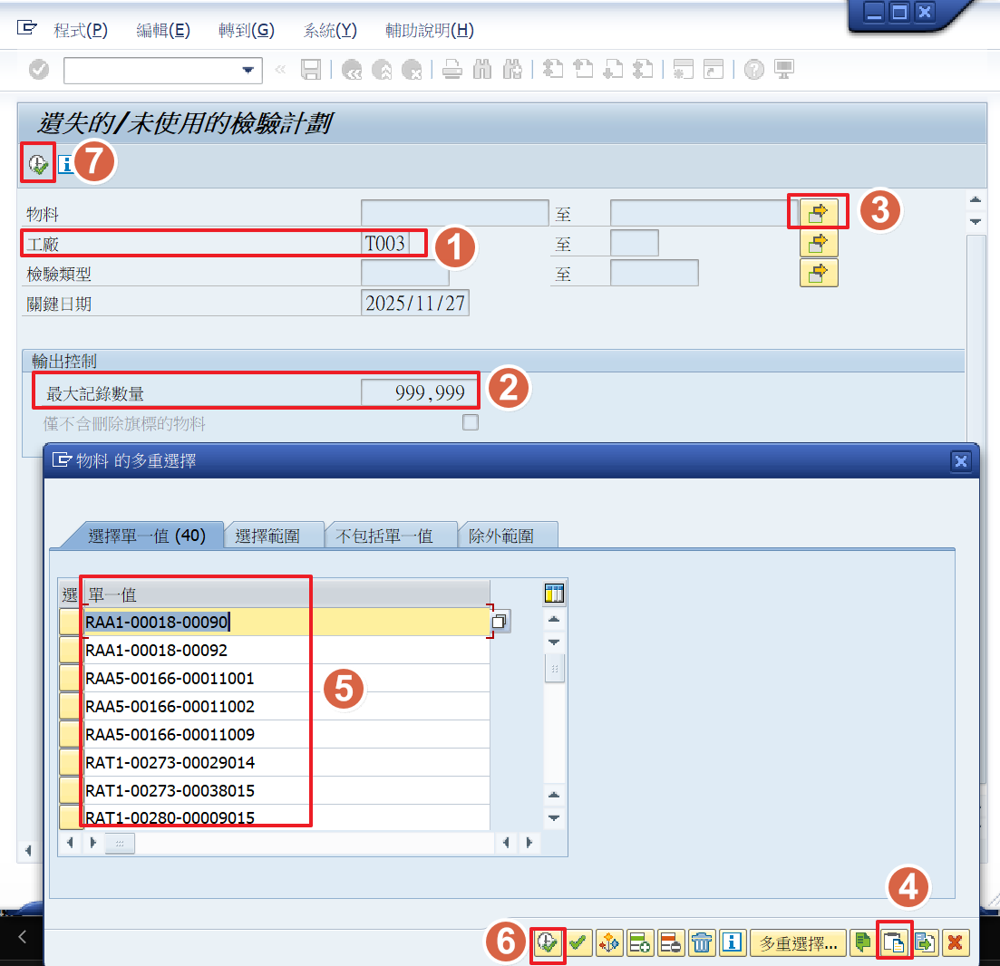 程式(P) 編輯(E) 轉到(G) 系統(Y) 輔助說明(H)
遺失的/未使用的檢驗計劃
7
物料 至 3
工廠 T003 1 至
檢驗類型 至
關鍵日期 2025/11/27
輸出控制
最大記錄數量 999,999 2
僅不含刪除旗標的物料
物料 的多重選擇
選擇單一值 (40) 選擇範圍 不包括單一值 除外範圍
選 單一值
RAA1-00018-00090
RAA1-00018-00092
RAA5-00166-00011001
5
RAA5-00166-00011002
RAA5-00166-00011009
RAT1-00273-00029014
RAT1-00273-00038015
RAT1-00280-00009015
4
6 多重選擇...